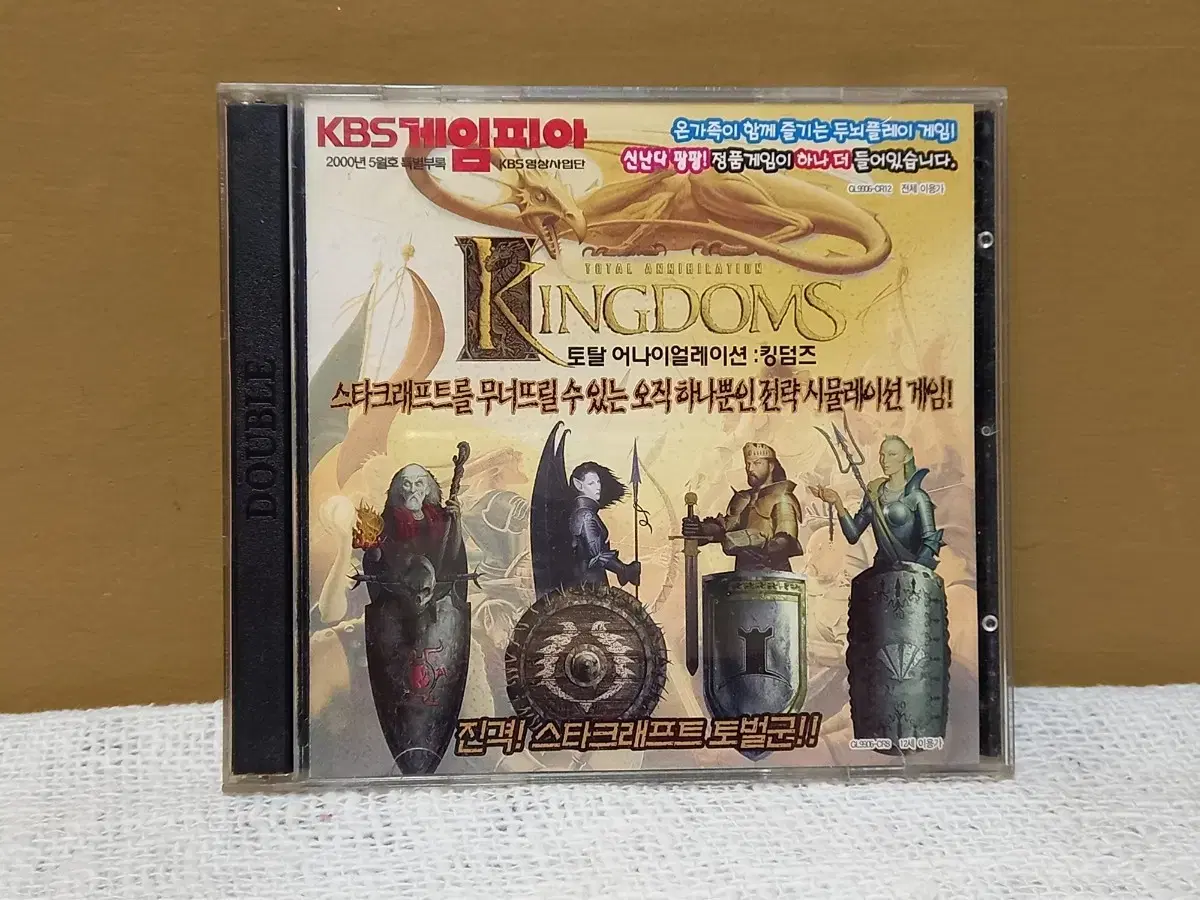 KBS 게임피아
2000년 5월호 특별부록 KBS 영상사업단
온가족이 함께 즐기는 두뇌플레이 게임!
신난다 팡팡! 정품게임이 하나 더 들어있습니다.
GL9906-CR12 전체 이용가
TOTAL ANNIHILATION
KINGDOMS
토탈 어나이얼레이션 : 킹덤즈
스타크래프트를 무너뜨릴 수 있는 오직 하나뿐인 전략 시뮬레이션 게임!
진격! 스타크래프트 토벌군!!
GL9906-CR8 12세 이용가
DOUBLE